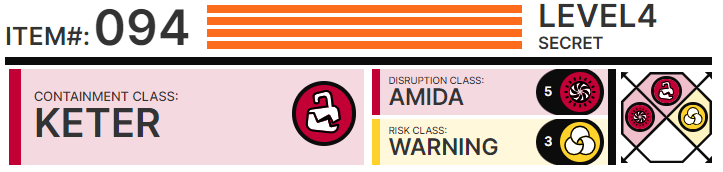 ITEM#: 094
LEVEL4
SECRET
CONTAINMENT CLASS:
KETER
DISRUPTION CLASS:
AMIDA
5
RISK CLASS:
WARNING
3